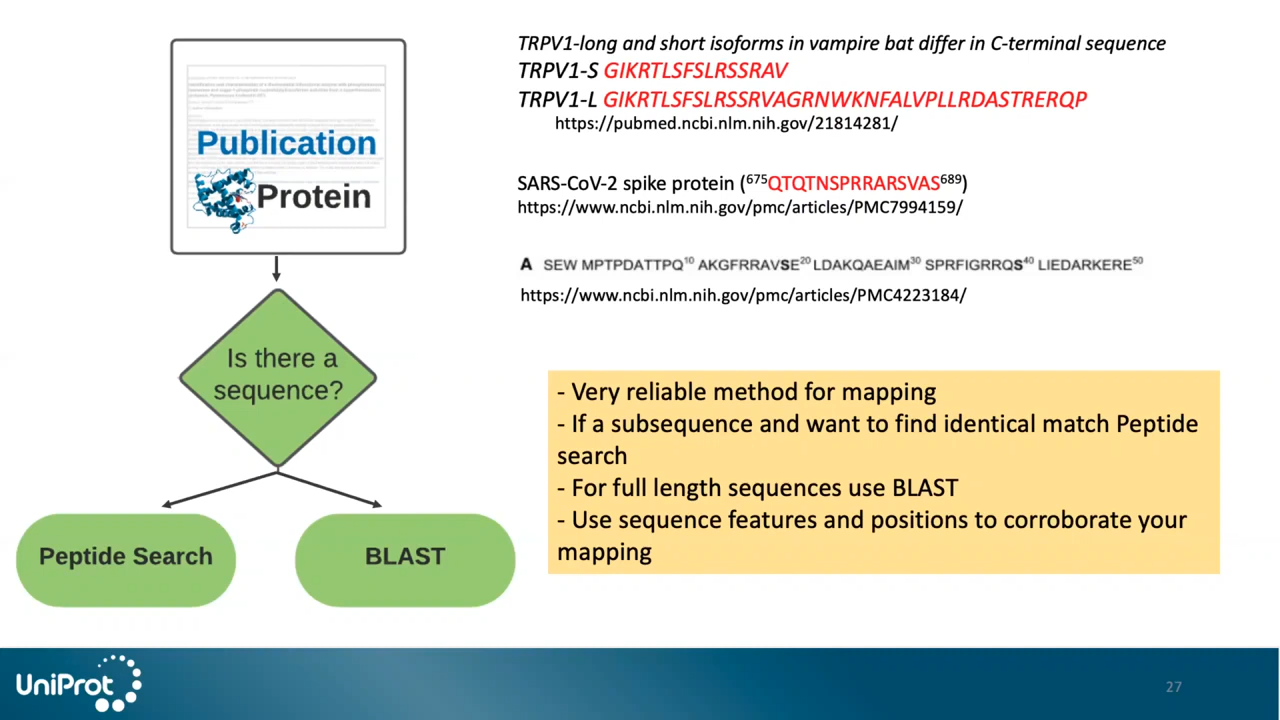 Publication
Protein
Is there a
sequence?
Peptide Search
BLAST
TRPV1-long and short isoforms in vampire bat differ in C-terminal sequence
TRPV1-S GIKRTLSFSLRSSRAV
TRPV1-L GIKRTLSFSLRSSRVAGRNWKNFALVPLLRDASTRERQP
https://pubmed.ncbi.nlm.nih.gov/21814281/
SARS-CoV-2 spike protein (⁶⁷⁵QTQTNSPRRARSVAS⁶⁸⁹)
https://www.ncbi.nlm.nih.gov/pmc/articles/PMC7994159/
A SEW MPTPDATTPQ¹⁰ AKGFRRAVSE²⁰ LDAKQAEAIM³⁰ SPRFIGRRQS⁴⁰ LIEDARKERE⁵⁰
https://www.ncbi.nlm.nih.gov/pmc/articles/PMC4223184/
- Very reliable method for mapping
- If a subsequence and want to find identical match Peptide
search
- For full length sequences use BLAST
- Use sequence features and positions to corroborate your
mapping
UniProt
27